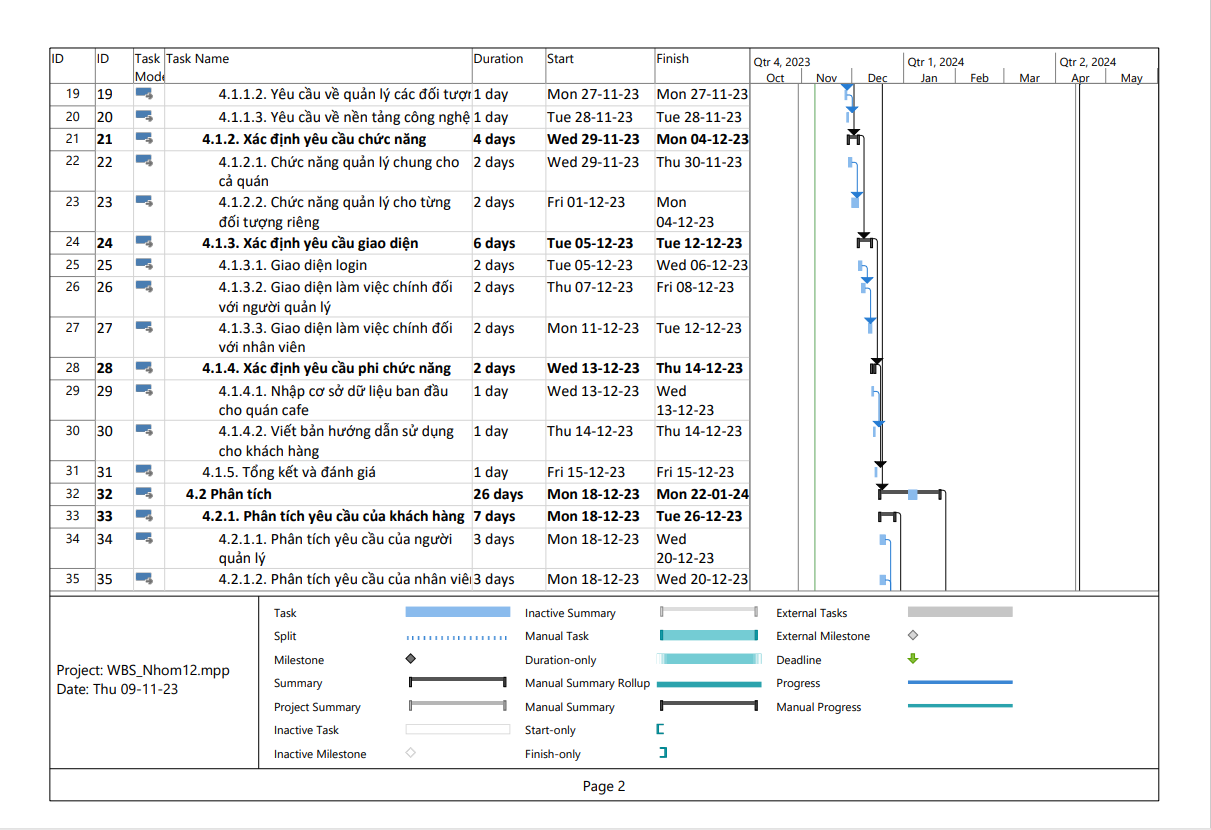 ID ID Task Mode Task Name Duration Start Finish
Qtr 4, 2023 Qtr 1, 2024 Qtr 2, 2024
Oct Nov Dec Jan Feb Mar Apr May
19 19 4.1.1.2. Yêu cầu về quản lý các đối tượn 1 day Mon 27-11-23 Mon 27-11-23
20 20 4.1.1.3. Yêu cầu về nền tảng công nghệ 1 day Tue 28-11-23 Tue 28-11-23
21 21 4.1.2. Xác định yêu cầu chức năng 4 days Wed 29-11-23 Mon 04-12-23
22 22 4.1.2.1. Chức năng quản lý chung cho 2 days Wed 29-11-23 Thu 30-11-23
cả quán
23 23 4.1.2.2. Chức năng quản lý cho từng 2 days Fri 01-12-23 Mon
đối tượng riêng 04-12-23
24 24 4.1.3. Xác định yêu cầu giao diện 6 days Tue 05-12-23 Tue 12-12-23
25 25 4.1.3.1. Giao diện login 2 days Tue 05-12-23 Wed 06-12-23
26 26 4.1.3.2. Giao diện làm việc chính đối 2 days Thu 07-12-23 Fri 08-12-23
với người quản lý
27 27 4.1.3.3. Giao diện làm việc chính đối 2 days Mon 11-12-23 Tue 12-12-23
với nhân viên
28 28 4.1.4. Xác định yêu cầu phi chức năng 2 days Wed 13-12-23 Thu 14-12-23
29 29 4.1.4.1. Nhập cơ sở dữ liệu ban đầu 1 day Wed 13-12-23 Wed
cho quán cafe 13-12-23
30 30 4.1.4.2. Viết bản hướng dẫn sử dụng 1 day Thu 14-12-23 Thu 14-12-23
cho khách hàng
31 31 4.1.5. Tổng kết và đánh giá 1 day Fri 15-12-23 Fri 15-12-23
32 32 4.2 Phân tích 26 days Mon 18-12-23 Mon 22-01-24
33 33 4.2.1. Phân tích yêu cầu của khách hàng 7 days Mon 18-12-23 Tue 26-12-23
34 34 4.2.1.1. Phân tích yêu cầu của người 3 days Mon 18-12-23 Wed
quản lý 20-12-23
35 35 4.2.1.2. Phân tích yêu cầu của nhân viên 3 days Mon 18-12-23 Wed 20-12-23
Project: WBS_Nhom12.mpp
Date: Thu 09-11-23
Task
Split
Milestone
Summary
Project Summary
Inactive Task
Inactive Milestone
Inactive Summary
Manual Task
Duration-only
Manual Summary Rollup
Manual Summary
Start-only
Finish-only
External Tasks
External Milestone
Deadline
Progress
Manual Progress
Page 2